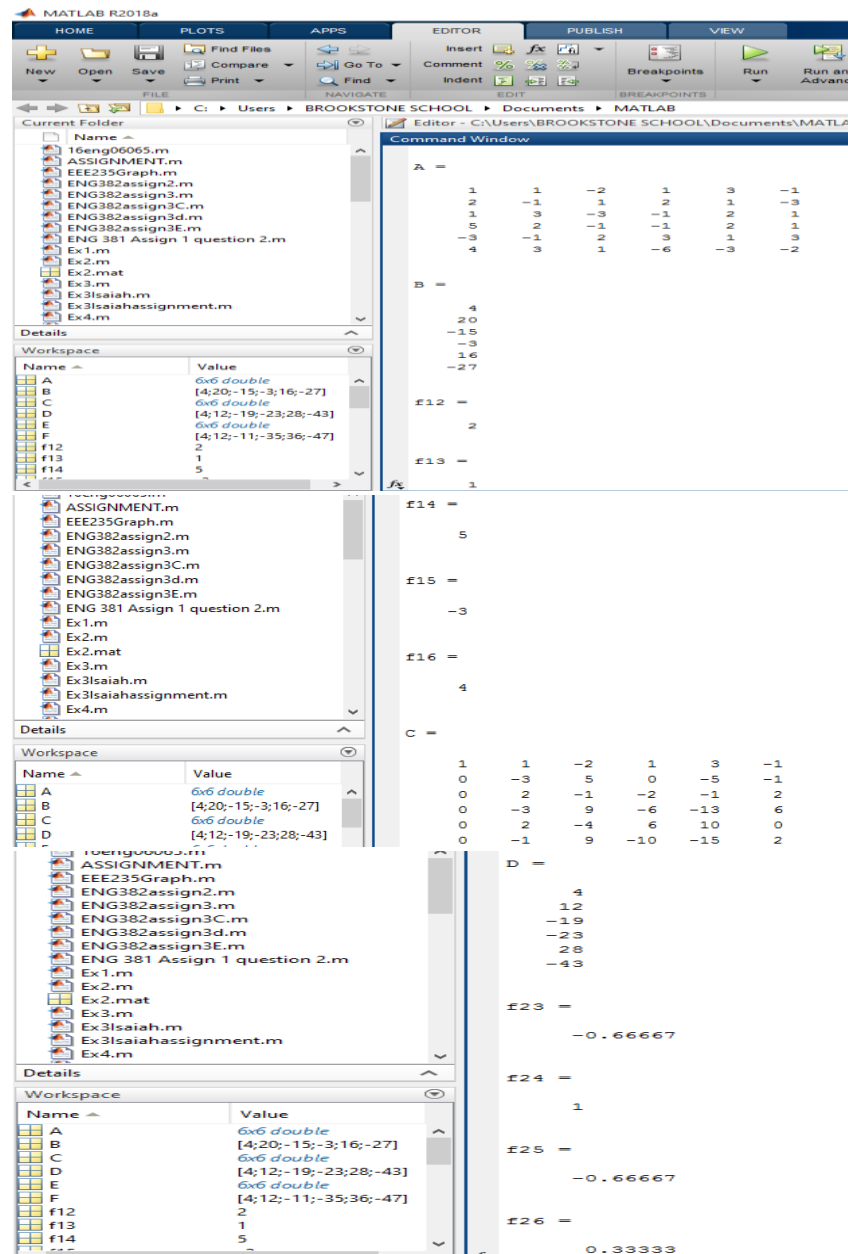 MATLAB R2018a
HOME PLOTS APPS EDITOR PUBLISH VIEW
New Open Save Find Files Compare Print Go To Find Insert fx Comment Indent Breakpoints Run Run an
Advanc
FILE NAVIGATE EDIT BREAKPOINTS
C: Users BROOKSTONE SCHOOL Documents MATLAB
Current Folder
Name
16eng06065.m
ASSIGNMENT.m
EEE235Graph.m
ENG382assign2.m
ENG382assign3.m
ENG382assign3C.m
ENG382assign3d.m
ENG382assign3E.m
ENG 381 Assign 1 question 2.m
Ex1.m
Ex2.m
Ex2.mat
Ex3.m
Ex3Isaiah.m
Ex3Isaiahassignment.m
Ex4.m
Details
Workspace
Name Value
A 6x6 double
B [4;20;-15;-3;16;-27]
C 6x6 double
D [4;12;-19;-23;28;-43]
E 6x6 double
F [4;12;-11;-35;36;-47]
f12 2
f13 1
f14 5
Editor - C:\Users\BROOKSTONE SCHOOL\Documents\MATLA
Command Window
A =
1 1 -2 1 3 -1
2 -1 1 2 1 -3
1 3 -3 -1 2 1
5 2 -1 -1 2 1
-3 -1 2 3 1 3
4 3 1 -6 -3 -2
B =
4
20
-15
-3
16
-27
f12 =
2
f13 =
fx 1
ASSIGNMENT.m
EEE235Graph.m
ENG382assign2.m
ENG382assign3.m
ENG382assign3C.m
ENG382assign3d.m
ENG382assign3E.m
ENG 381 Assign 1 question 2.m
Ex1.m
Ex2.m
Ex2.mat
Ex3.m
Ex3Isaiah.m
Ex3Isaiahassignment.m
Ex4.m
Details
Workspace
Name Value
A 6x6 double
B [4;20;-15;-3;16;-27]
C 6x6 double
D [4;12;-19;-23;28;-43]
f14 =
5
f15 =
-3
f16 =
4
C =
1 1 -2 1 3 -1
0 -3 5 0 -5 -1
0 2 -1 -2 -1 2
0 -3 9 -6 -13 6
0 2 -4 6 10 0
0 -1 9 -10 -15 2
ASSIGNMENT.m
EEE235Graph.m
ENG382assign2.m
ENG382assign3.m
ENG382assign3C.m
ENG382assign3d.m
ENG382assign3E.m
ENG 381 Assign 1 question 2.m
Ex1.m
Ex2.m
Ex2.mat
Ex3.m
Ex3Isaiah.m
Ex3Isaiahassignment.m
Ex4.m
Details
Workspace
Name Value
A 6x6 double
B [4;20;-15;-3;16;-27]
C 6x6 double
D [4;12;-19;-23;28;-43]
E 6x6 double
F [4;12;-11;-35;36;-47]
f12 2
f13 1
f14 5
D =
4
12
-19
-23
28
-43
f23 =
-0.66667
f24 =
1
f25 =
-0.66667
f26 =
0.33333